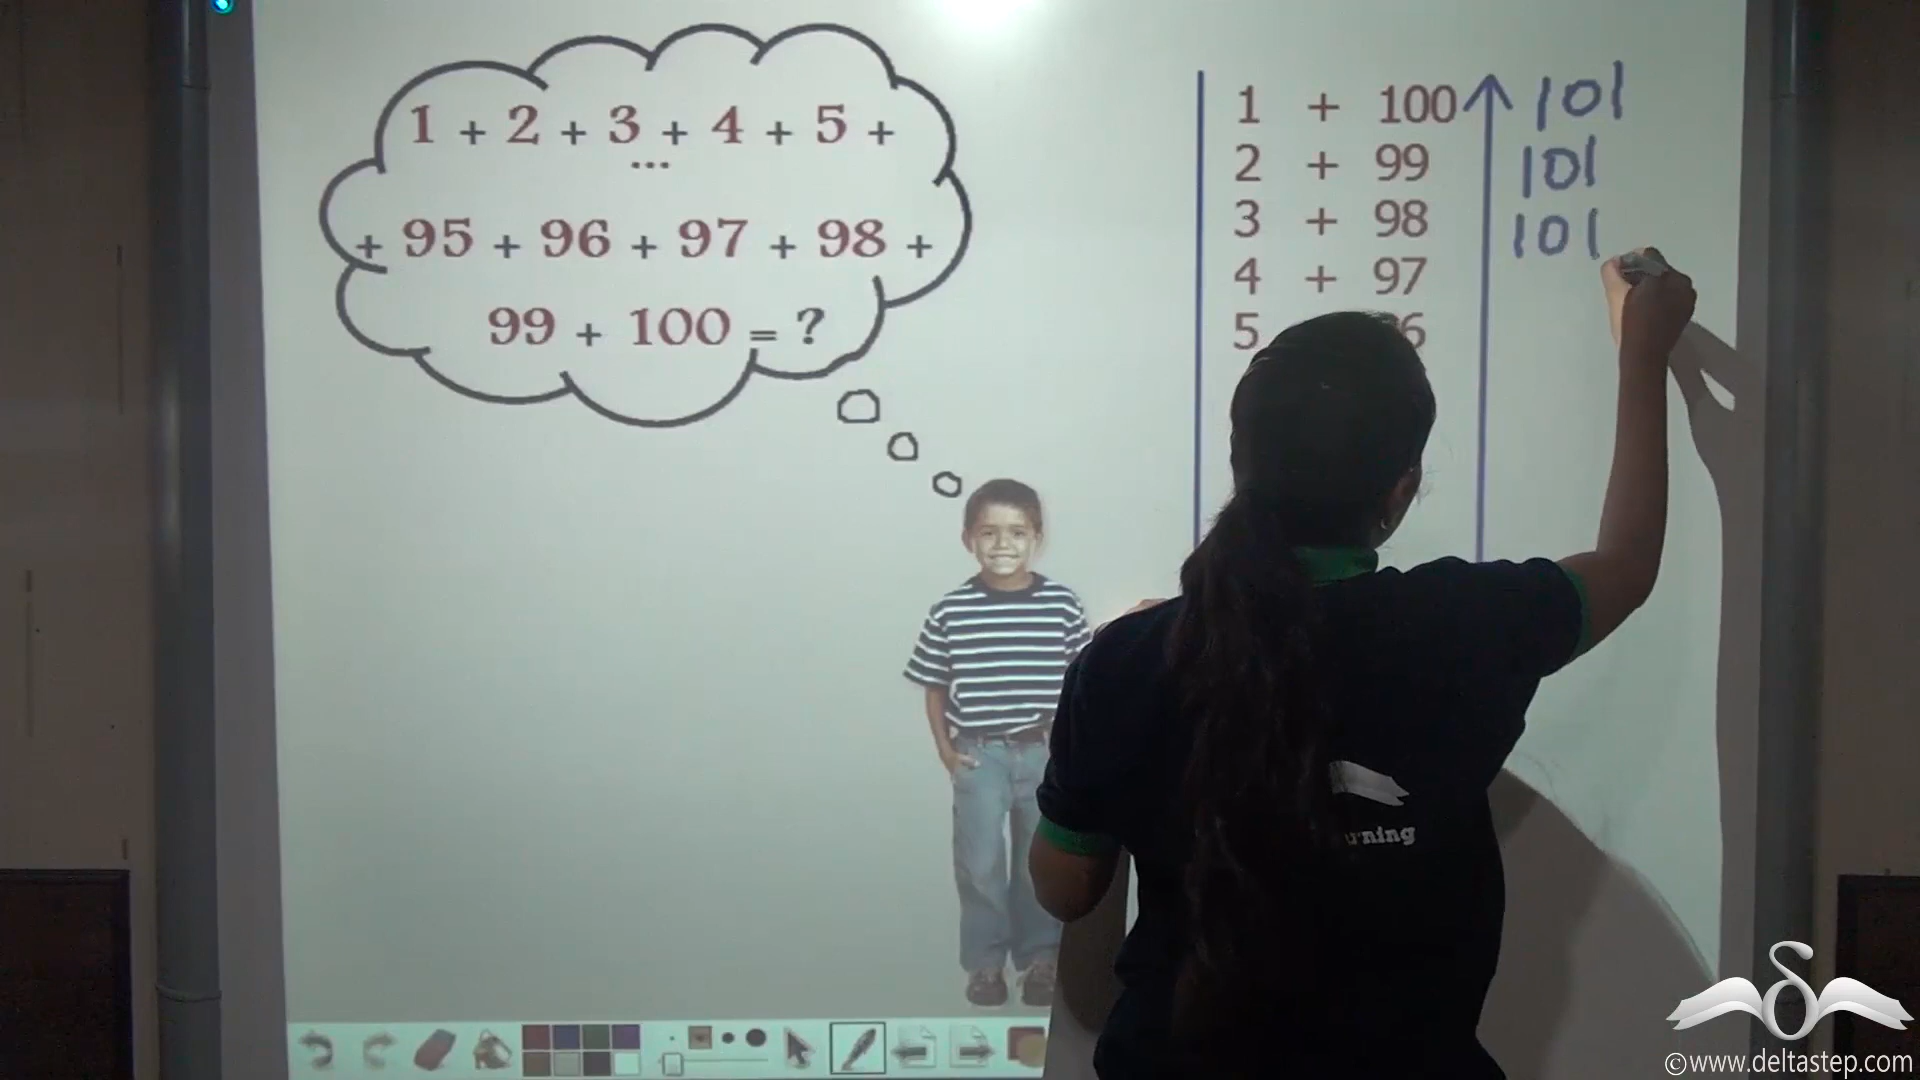 1 + 2 + 3 + 4 + 5 +
...
+ 95 + 96 + 97 + 98 +
99 + 100 = ?
1 + 100 101
2 + 99 101
3 + 98 101
4 + 97
5 6
©www.deltastep.com